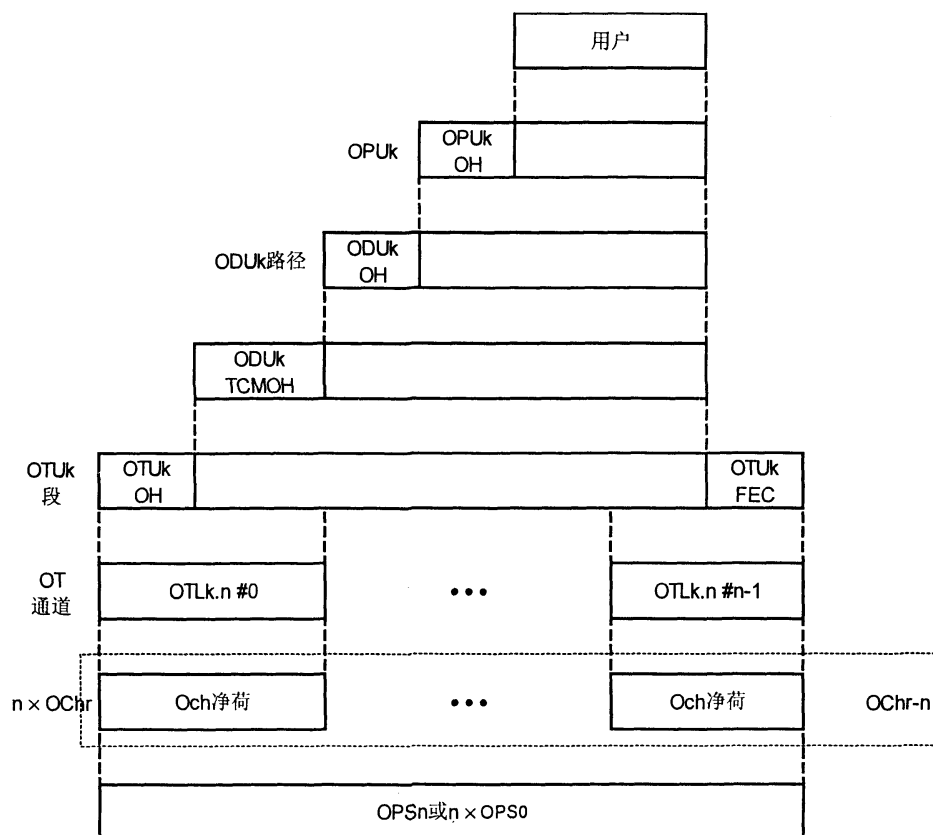 用户
OPUk
OPUk
OH
ODUk路径
ODUk
OH
ODUk
TCMOH
OTUk
段
OTUk
OH
OTUk
FEC
OT
通道
OTLk.n #0
•••
OTLk.n #n-1
n × OChr
Och净荷
•••
Och净荷
OChr-n
OPSn或n × OPS0